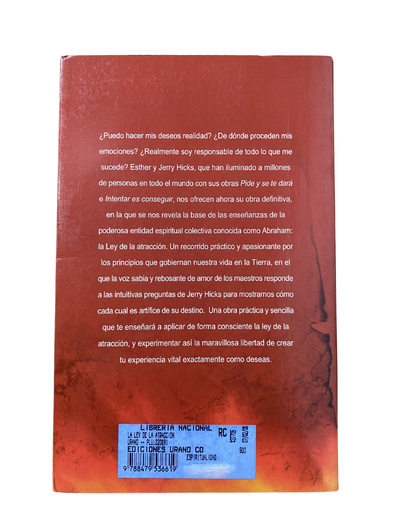 ¿Puedo hacer mis deseos realidad? ¿De dónde proceden mis
emociones? ¿Realmente soy responsable de todo lo que me
sucede? Esther y Jerry Hicks, que han iluminado a millones
de personas en todo el mundo con sus obras Pide y se te dará
e Intentar es conseguir, nos ofrecen ahora su obra definitiva,
en la que se nos revela la base de las enseñanzas de la
poderosa entidad espiritual colectiva conocida como Abraham:
la Ley de la atracción. Un recorrido práctico y apasionante por
los principios que gobiernan nuestra vida en la Tierra, en el
que la voz sabia y rebosante de amor de los maestros responde
a las intuitivas preguntas de Jerry Hicks para mostrarnos cómo
cada cual es artífice de su destino. Una obra práctica y sencilla
que te enseñará a aplicar de forma consciente la ley de la
atracción, y experimentar así la maravillosa libertad de crear
tu experiencia vital exactamente como deseas.
LIBRERIA NACIONAL
LA LEY DE LA ATRACCION
URANO
EDICIONES URANO CO
ESPIRITUALIDAD
RC
9 788479 536619